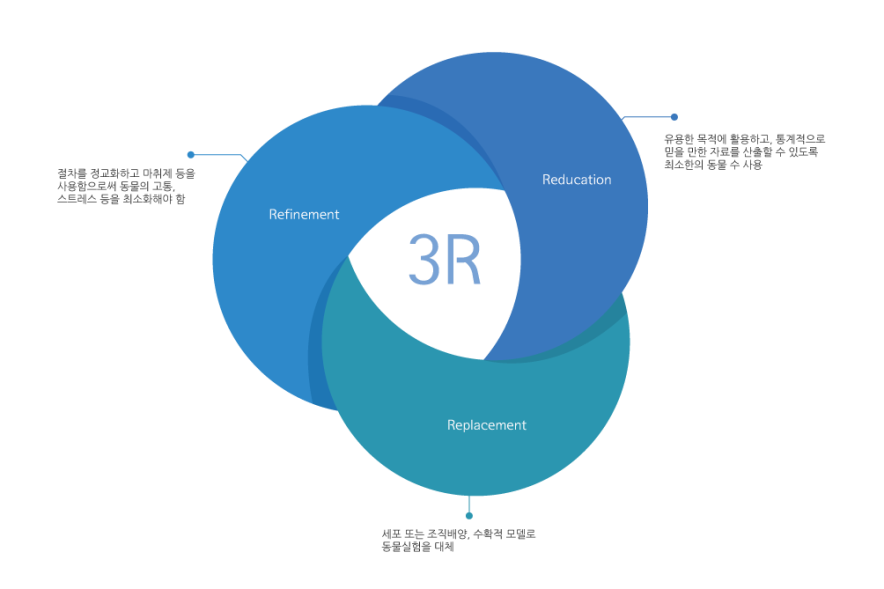 유용한 목적에 활용하고, 통계적으로
믿을 만한 자료를 산출할 수 있도록
최소한의 동물 수 사용
Reducation
절차를 정교화하고 마취제 등을
사용함으로써 동물의 고통,
스트레스 등을 최소화해야 함
Refinement
3R
Replacement
세포 또는 조직배양, 수확적 모델로
동물실험을 대체